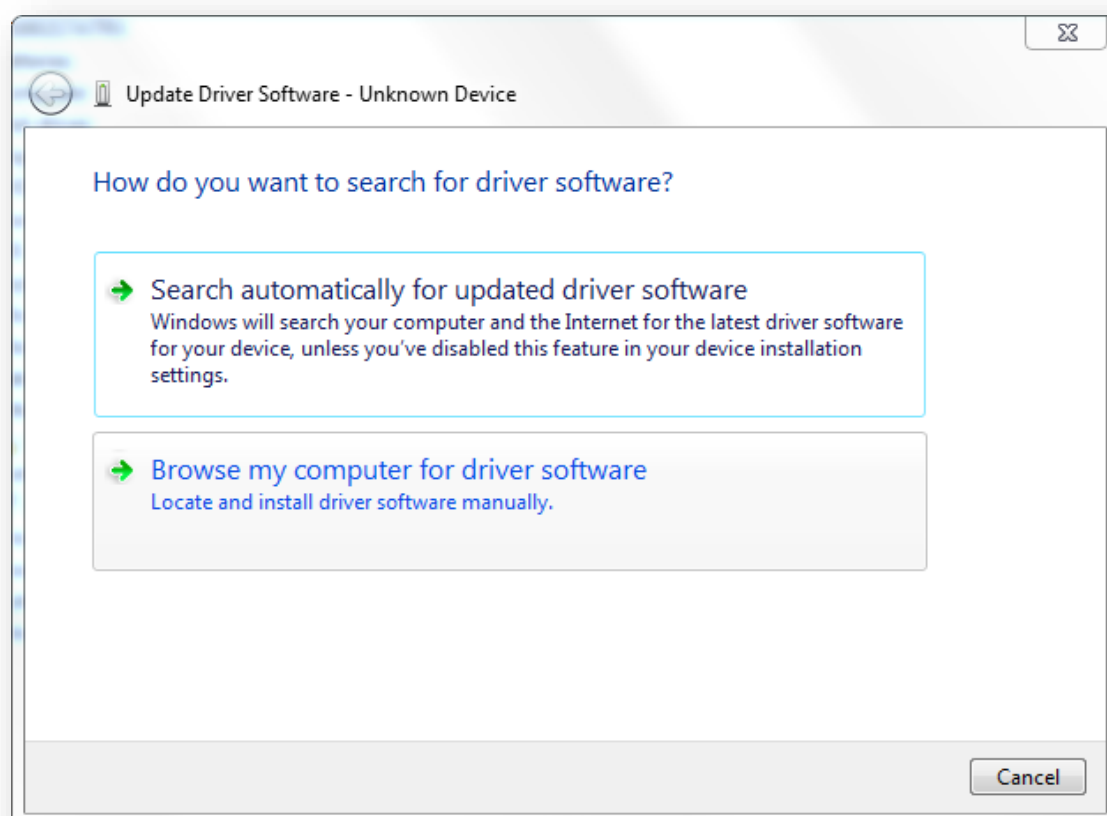 Update Driver Software - Unknown Device
How do you want to search for driver software?
Search automatically for updated driver software
Windows will search your computer and the Internet for the latest driver software
for your device, unless you've disabled this feature in your device installation
settings.
Browse my computer for driver software
Locate and install driver software manually.
Cancel